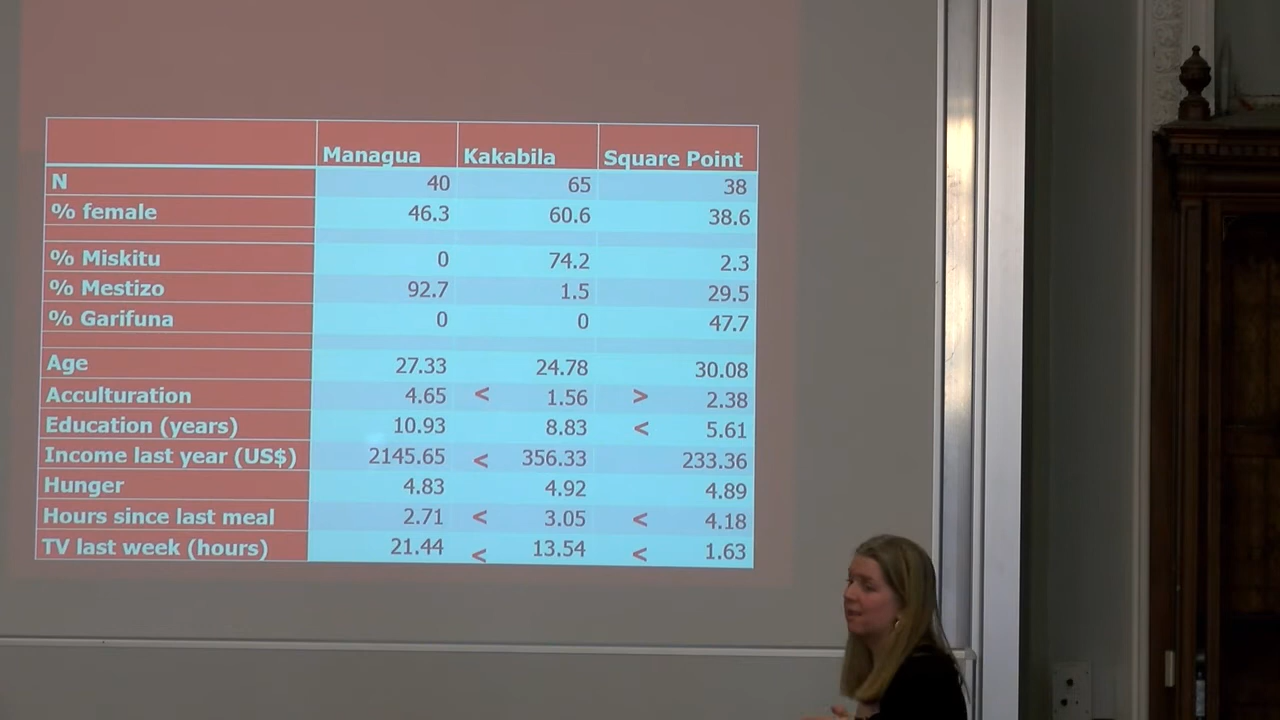 Managua Kakabila Square Point
N 40 65 38
% female 46.3 60.6 38.6
% Miskitu 0 74.2 2.3
% Mestizo 92.7 1.5 29.5
% Garifuna 0 0 47.7
Age 27.33 24.78 30.08
Acculturation 4.65 < 1.56 > 2.38
Education (years) 10.93 8.83 < 5.61
Income last year (US$) 2145.65 < 356.33 233.36
Hunger 4.83 4.92 4.89
Hours since last meal 2.71 < 3.05 < 4.18
TV last week (hours) 21.44 < 13.54 < 1.63